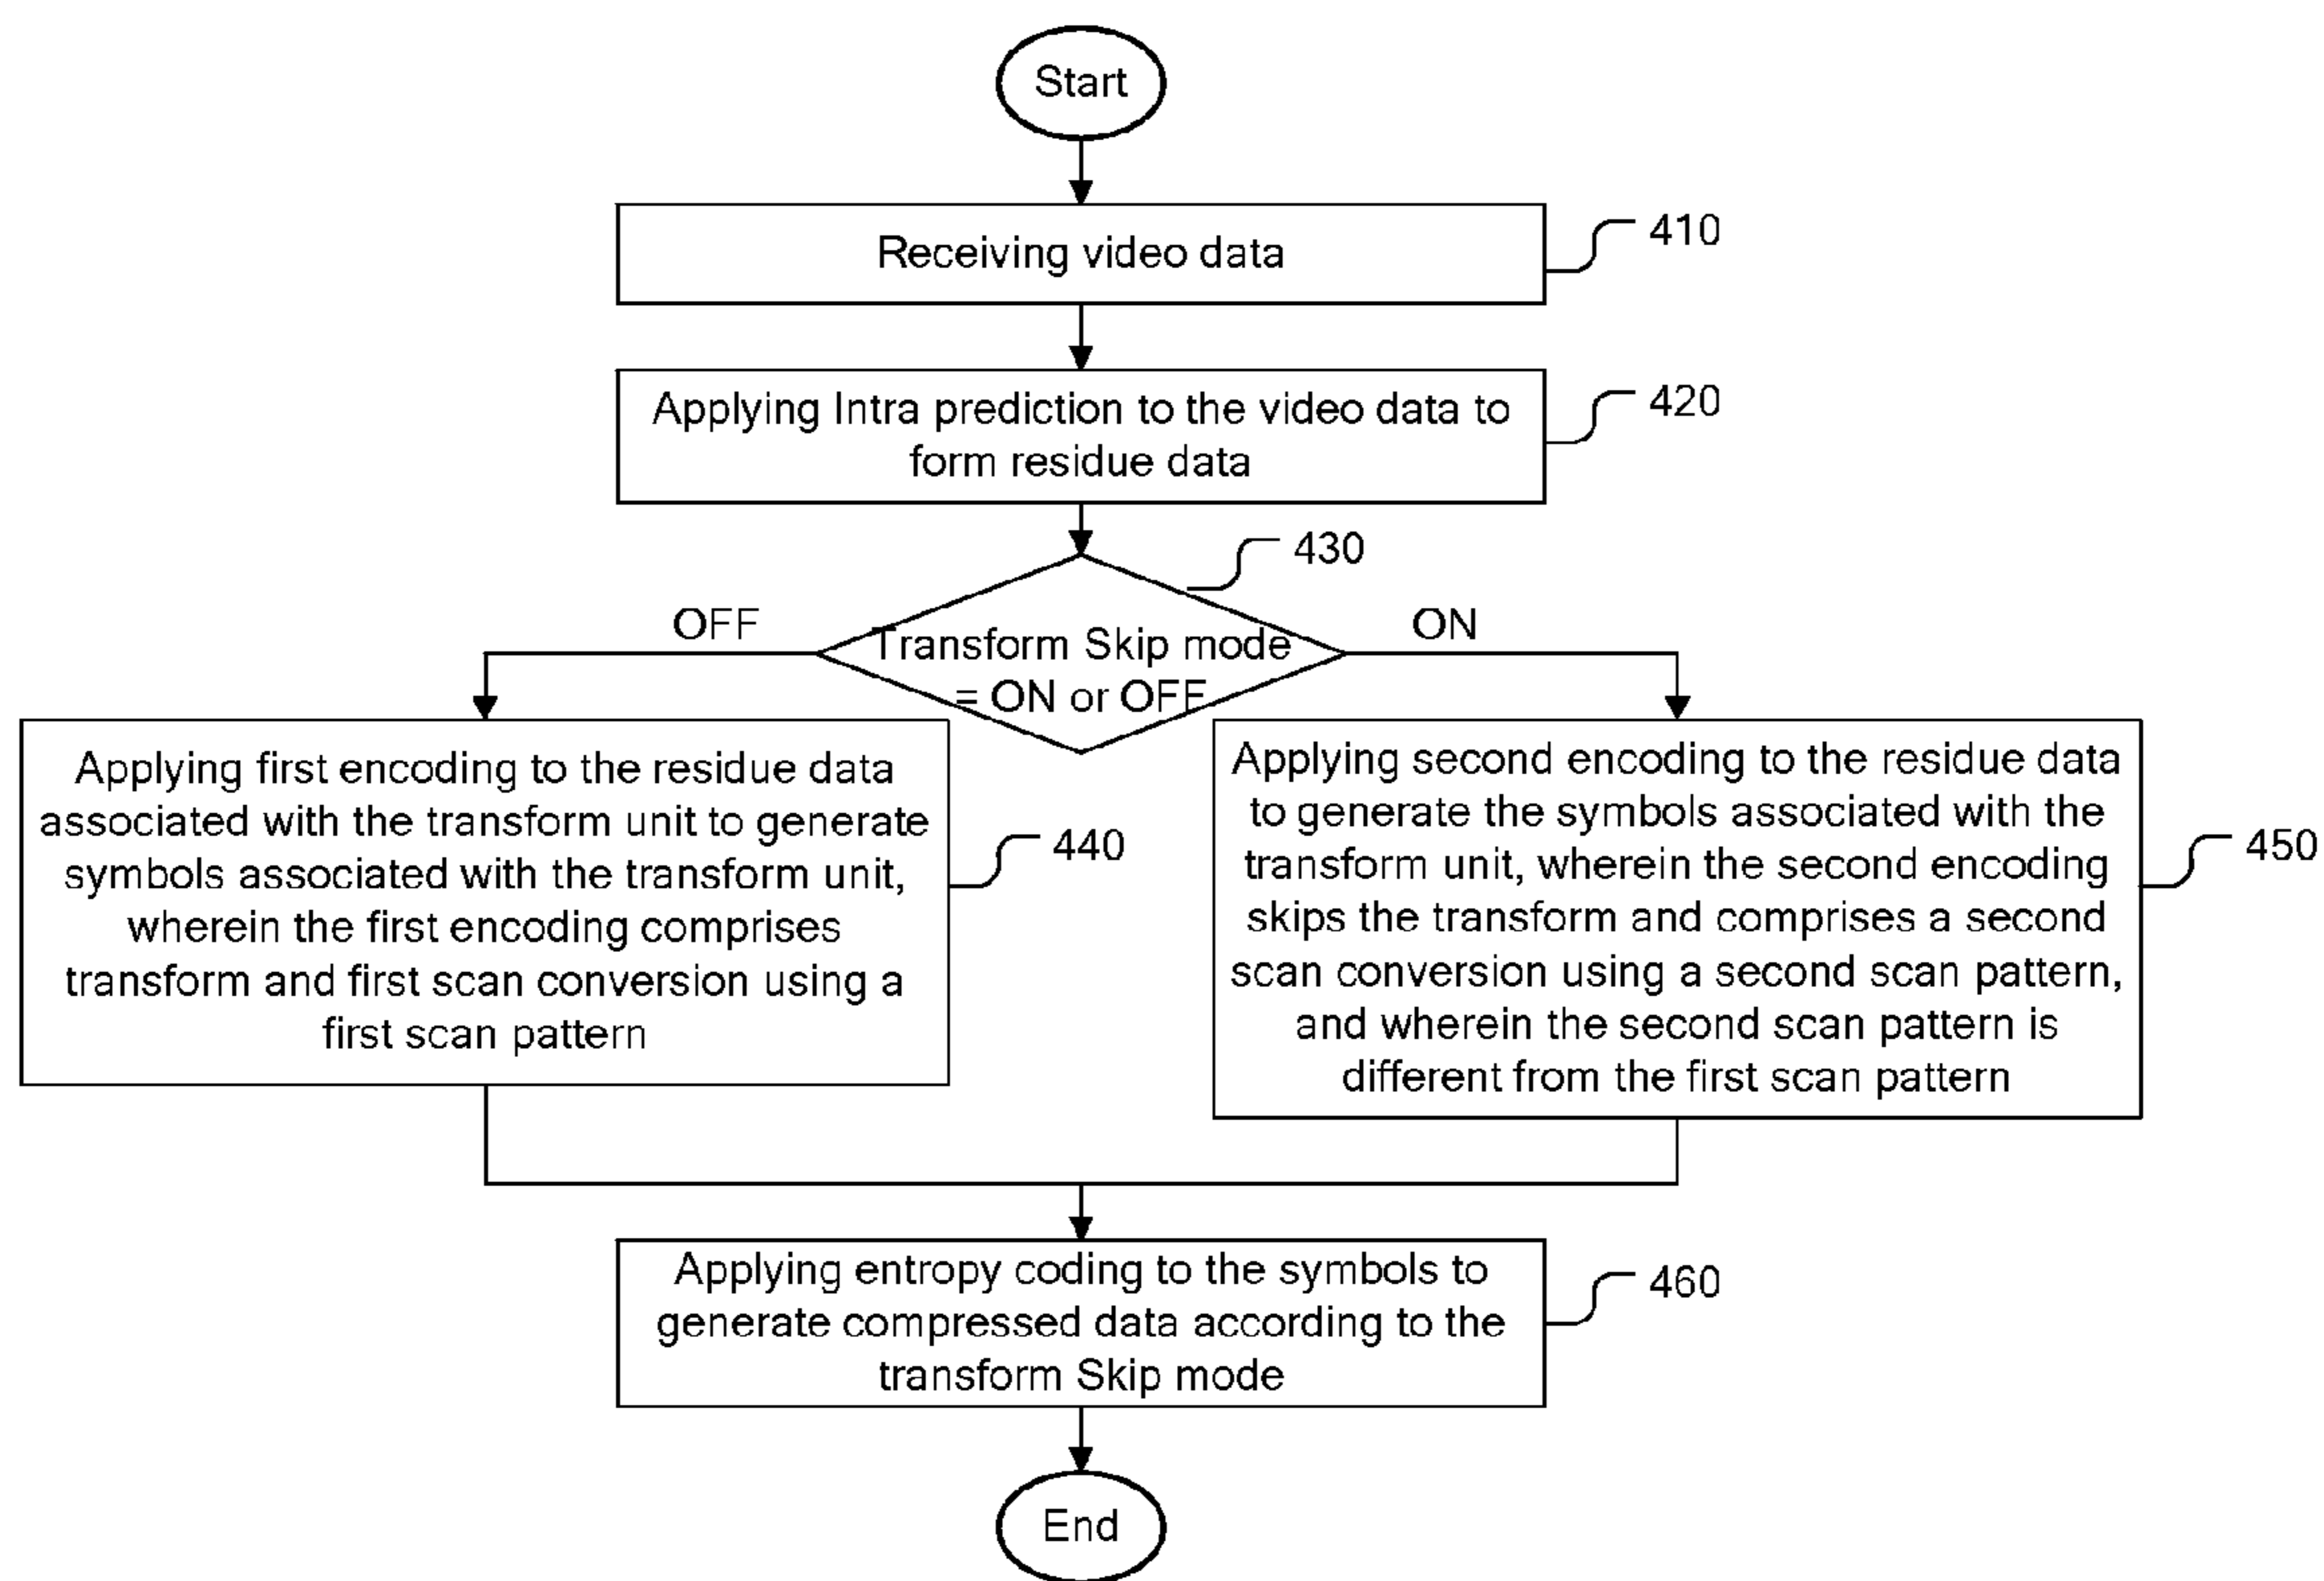 Start
Receiving video data
410
Applying Intra prediction to the video data to
form residue data
420
430
OFF
Transform Skip mode
= ON or OFF
ON
Applying first encoding to the residue data
associated with the transform unit to generate
symbols associated with the transform unit,
wherein the first encoding comprises
transform and first scan conversion using a
first scan pattern
440
Applying second encoding to the residue data
to generate the symbols associated with the
transform unit, wherein the second encoding
skips the transform and comprises a second
scan conversion using a second scan pattern,
and wherein the second scan pattern is
different from the first scan pattern
450
Applying entropy coding to the symbols to
generate compressed data according to the
transform Skip mode
460
End